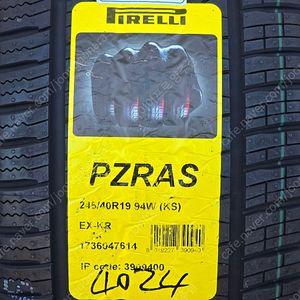 PIRELLI
PZRAS
245/40R19 94W (KS)
EX-KR
1736047614
IP code: 3909400
4024